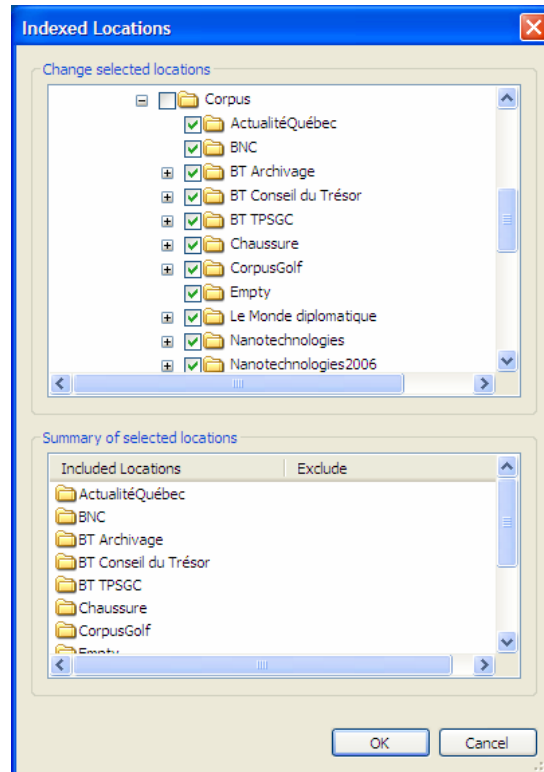 Indexed Locations
Change selected locations
Corpus
ActualitéQuébec
BNC
BT Archivage
BT Conseil du Trésor
BT TPSGC
Chaussure
CorpusGolf
Empty
Le Monde diplomatique
Nanotechnologies
Nanotechnologies2006
Summary of selected locations
Included Locations Exclude
ActualitéQuébec
BNC
BT Archivage
BT Conseil du Trésor
BT TPSGC
Chaussure
CorpusGolf
Empty
OK Cancel